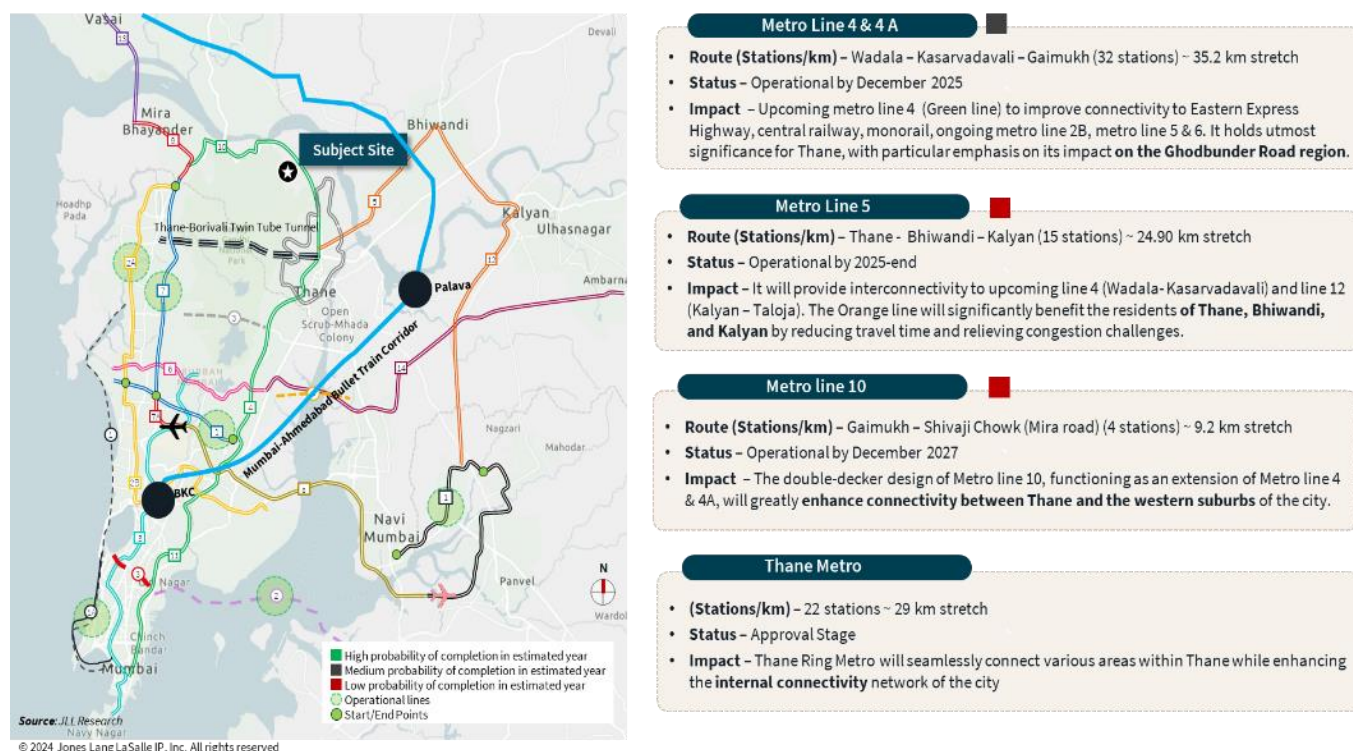 Vasai
Devali
Mira
Bhayander
Bhiwandi
Subject Site
Hoadhp
Pada
Kalyan
Ulhasnagar
Thane-Borivali Twin Tube Tunnel
National
Park
Palava
Thane
Ambarna
Open
Scrub-Mhada
Colony
Mumbai-Ahmedabad Bullet Train Corridor
Nagzari
Mahodar
BKC
Navi
Mumbai
Panvel
N
Wardol
Nagar
Chinch
Bandar
Mumbai
Navy Nagar
High probability of completion in estimated year
Medium probability of completion in estimated year
Low probability of completion in estimated year
Operational lines
Start/End Points
Source: JLL Research
© 2024 Jones Lang LaSalle IP, Inc. All rights reserved
Metro Line 4 & 4 A
• Route (Stations/km) – Wadala – Kasarvadavali – Gaimukh (32 stations) ~ 35.2 km stretch
• Status – Operational by December 2025
• Impact – Upcoming metro line 4 (Green line) to improve connectivity to Eastern Express
Highway, central railway, monorail, ongoing metro line 2B, metro line 5 & 6. It holds utmost
significance for Thane, with particular emphasis on its impact on the Ghodbunder Road region.
Metro Line 5
• Route (Stations/km) – Thane - Bhiwandi – Kalyan (15 stations) ~ 24.90 km stretch
• Status – Operational by 2025-end
• Impact – It will provide interconnectivity to upcoming line 4 (Wadala- Kasarvadavali) and line 12
(Kalyan – Taloja). The Orange line will significantly benefit the residents of Thane, Bhiwandi,
and Kalyan by reducing travel time and relieving congestion challenges.
Metro line 10
• Route (Stations/km) – Gaimukh – Shivaji Chowk (Mira road) (4 stations) ~ 9.2 km stretch
• Status – Operational by December 2027
• Impact – The double-decker design of Metro line 10, functioning as an extension of Metro line 4
& 4A, will greatly enhance connectivity between Thane and the western suburbs of the city.
Thane Metro
• (Stations/km) – 22 stations ~ 29 km stretch
• Status – Approval Stage
• Impact – Thane Ring Metro will seamlessly connect various areas within Thane while enhancing
the internal connectivity network of the city